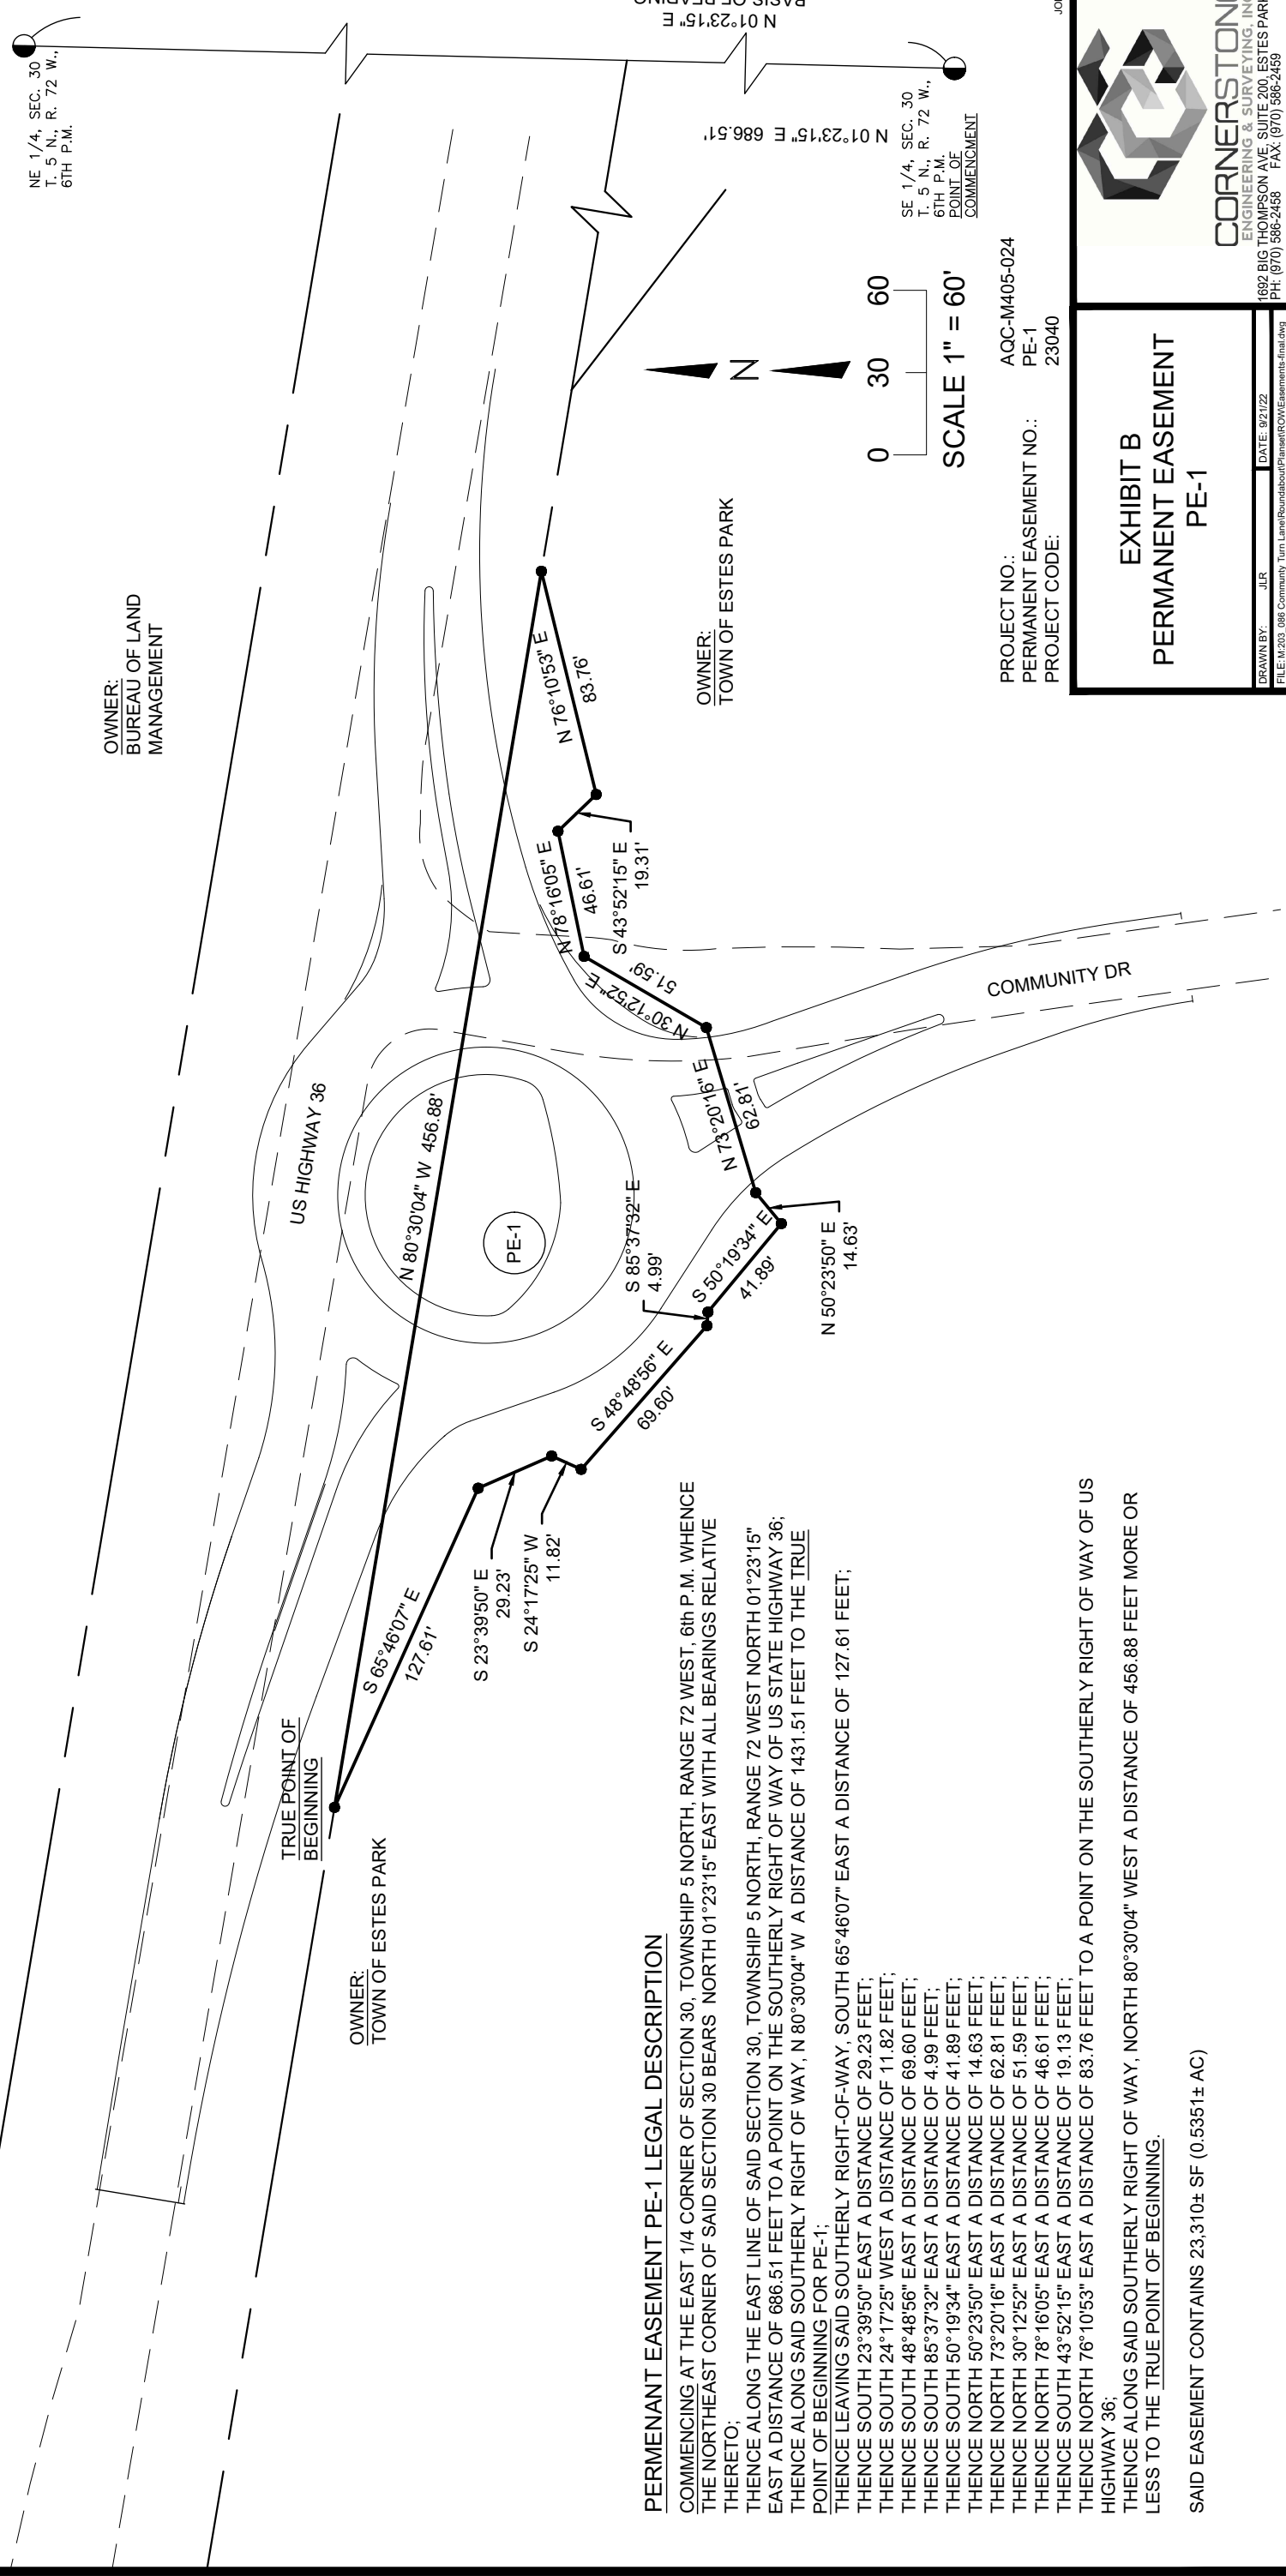 NE 1/4, SEC. 30
T. 5 N., R. 72 W.,
6TH P.M.
N 01°23'15" E
BASIS OF BEARING
N 01°23'15" E 686.51'
SE 1/4, SEC. 30
T. 5 N., R. 72 W.,
6TH P.M.
POINT OF
COMMENCMENT
OWNER:
BUREAU OF LAND
MANAGEMENT
US HIGHWAY 36
N 80°30'04" W 456.88'
PE-1
TRUE POINT OF
BEGINNING
OWNER:
TOWN OF ESTES PARK
S 65°46'07" E
127.61'
S 23°39'50" E
29.23'
S 24°17'25" W
11.82'
S 48°48'56" E
69.60'
S 85°37'32" E
4.99'
S 50°19'34" E
41.89'
N 50°23'50" E
14.63'
N 73°20'16" E
62.81'
N 30°12'52" E
51.59'
N 78°16'05" E
46.61'
S 43°52'15" E
19.31'
N 76°10'53" E
83.76'
COMMUNITY DR
OWNER:
TOWN OF ESTES PARK
N
0 30 60
SCALE 1" = 60'
PERMENANT EASEMENT PE-1 LEGAL DESCRIPTION
COMMENCING AT THE EAST 1/4 CORNER OF SECTION 30, TOWNSHIP 5 NORTH, RANGE 72 WEST, 6th P.M. WHENCE
THE NORTHEAST CORNER OF SAID SECTION 30 BEARS NORTH 01°23'15" EAST WITH ALL BEARINGS RELATIVE
THERETO;
THENCE ALONG THE EAST LINE OF SAID SECTION 30, TOWNSHIP 5 NORTH, RANGE 72 WEST NORTH 01°23'15"
EAST A DISTANCE OF 686.51 FEET TO A POINT ON THE SOUTHERLY RIGHT OF WAY OF US STATE HIGHWAY 36;
THENCE ALONG SAID SOUTHERLY RIGHT OF WAY, N 80°30'04" W A DISTANCE OF 1431.51 FEET TO THE TRUE
POINT OF BEGINNING FOR PE-1;
THENCE LEAVING SAID SOUTHERLY RIGHT-OF-WAY, SOUTH 65°46'07" EAST A DISTANCE OF 127.61 FEET;
THENCE SOUTH 23°39'50" EAST A DISTANCE OF 29.23 FEET;
THENCE SOUTH 24°17'25" WEST A DISTANCE OF 11.82 FEET;
THENCE SOUTH 48°48'56" EAST A DISTANCE OF 69.60 FEET;
THENCE SOUTH 85°37'32" EAST A DISTANCE OF 4.99 FEET;
THENCE SOUTH 50°19'34" EAST A DISTANCE OF 41.89 FEET;
THENCE NORTH 50°23'50" EAST A DISTANCE OF 14.63 FEET;
THENCE NORTH 73°20'16" EAST A DISTANCE OF 62.81 FEET;
THENCE NORTH 30°12'52" EAST A DISTANCE OF 51.59 FEET;
THENCE NORTH 78°16'05" EAST A DISTANCE OF 46.61 FEET;
THENCE SOUTH 43°52'15" EAST A DISTANCE OF 19.13 FEET;
THENCE NORTH 76°10'53" EAST A DISTANCE OF 83.76 FEET TO A POINT ON THE SOUTHERLY RIGHT OF WAY OF US
HIGHWAY 36;
THENCE ALONG SAID SOUTHERLY RIGHT OF WAY, NORTH 80°30'04" WEST A DISTANCE OF 456.88 FEET MORE OR
LESS TO THE TRUE POINT OF BEGINNING.
SAID EASEMENT CONTAINS 23,310± SF (0.5351± AC)
PROJECT NO.: AQC-M405-024
PERMANENT EASEMENT NO.: PE-1
PROJECT CODE: 23040
EXHIBIT B
PERMANENT EASEMENT
PE-1
DRAWN BY: JLR DATE: 9/21/22
FILE: M:203_086 Community Turn Lane\Roundabout\Planset\ROW\Easements-final.dwg
CORNERSTONE
ENGINEERING & SURVEYING, INC
1692 BIG THOMPSON AVE, SUITE 200, ESTES PARK
PH: (970) 586-2458 FAX: (970) 586-2459